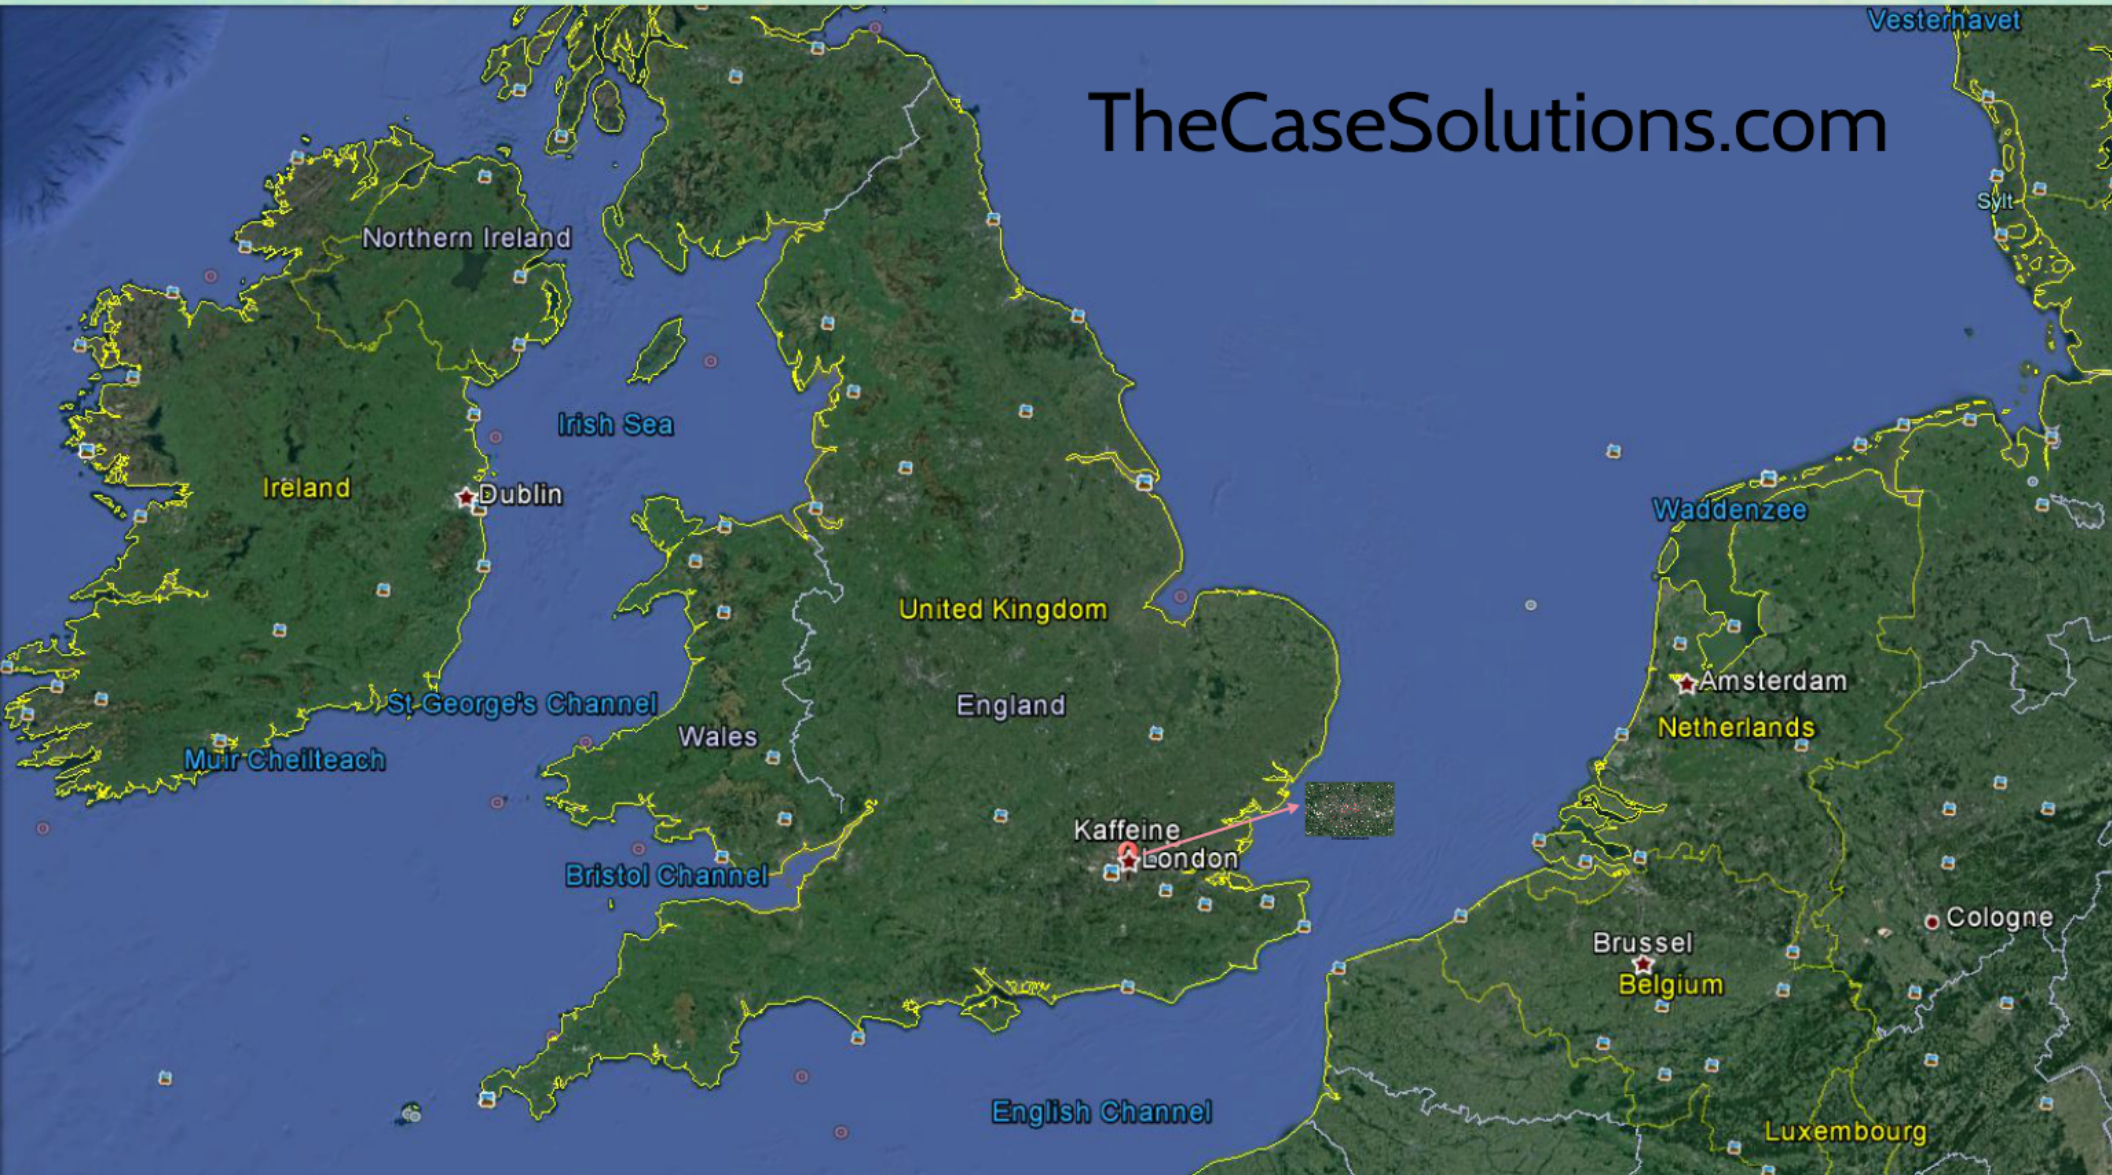 Vesterhavet
TheCaseSolutions.com
Sylt
Northern Ireland
Irish Sea
Ireland
Dublin
Waddenzee
United Kingdom
Amsterdam
St George's Channel
England
Netherlands
Wales
Muir Cheilteach
Kaffeine
London
Bristol Channel
Cologne
Brussel
Belgium
English Channel
Luxembourg